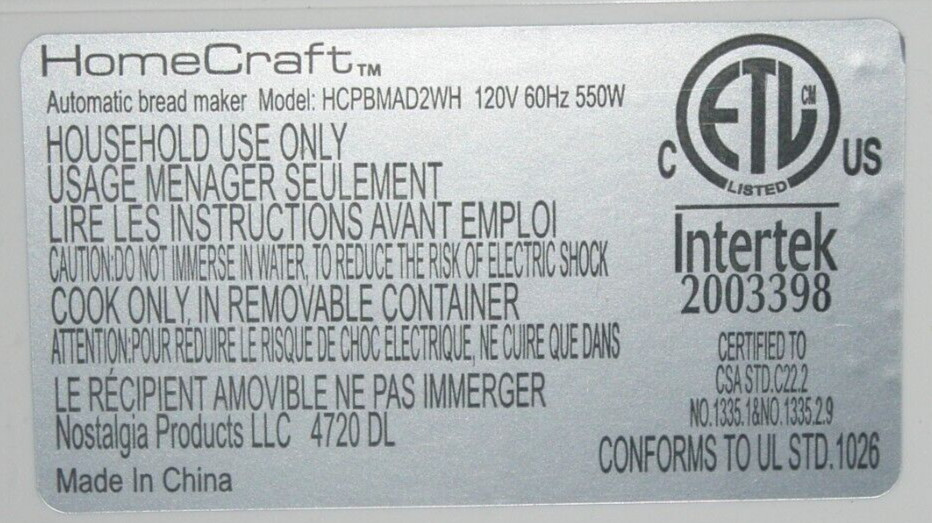 HomeCraft™
Automatic bread maker Model: HCPBMAD2WH 120V 60Hz 550W
HOUSEHOLD USE ONLY
USAGE MENAGER SEULEMENT
LIRE LES INSTRUCTIONS AVANT EMPLOI
CAUTION:DO NOT IMMERSE IN WATER, TO REDUCE THE RISK OF ELECTRIC SHOCK
COOK ONLY, IN REMOVABLE CONTAINER
ATTENTION:POUR REDUIRE LE RISQUE DE CHOC ELECTRIQUE, NE CUIRE QUE DANS
LE RÉCIPIENT AMOVIBLE NE PAS IMMERGER
Nostalgia Products LLC 4720 DL
Made In China
ETL CM
C US
LISTED
Intertek
2003398
CERTIFIED TO
CSA STD.C22.2
NO.1335.1&NO.1335.2.9
CONFORMS TO UL STD.1026